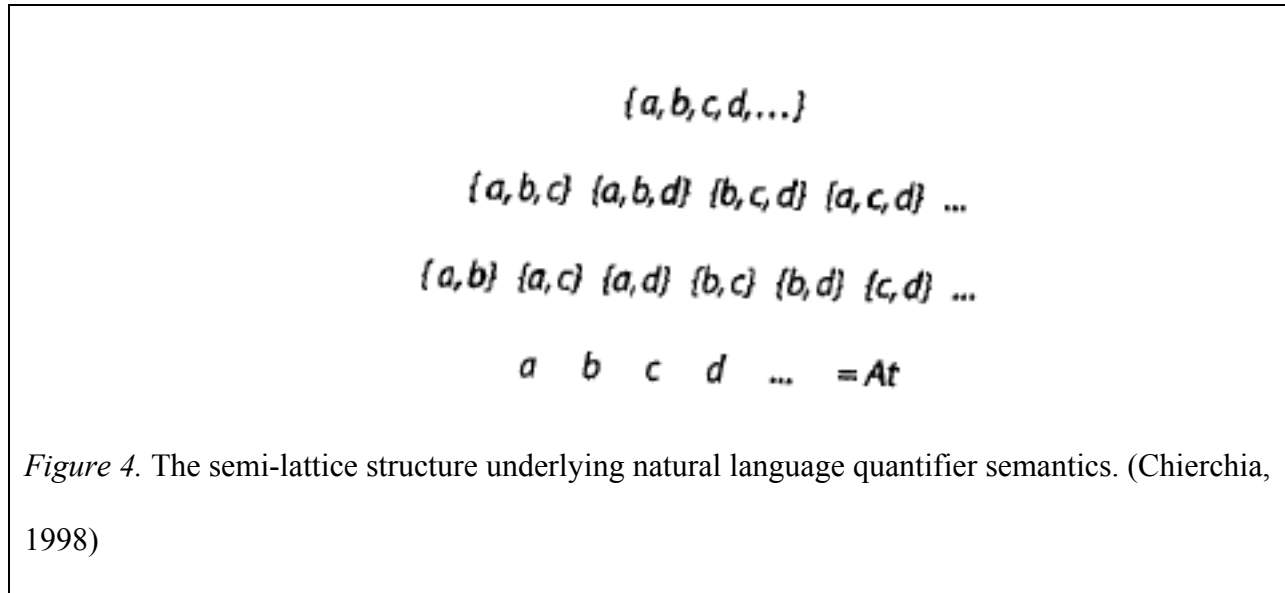 {a,b,c,d,...}
{a,b,c} {a,b,d} {b,c,d} {a,c,d} ...
{a,b} {a,c} {a,d} {b,c} {b,d} {c,d} ...
a b c d ... = At
Figure 4. The semi-lattice structure underlying natural language quantifier semantics. (Chierchia,
1998)